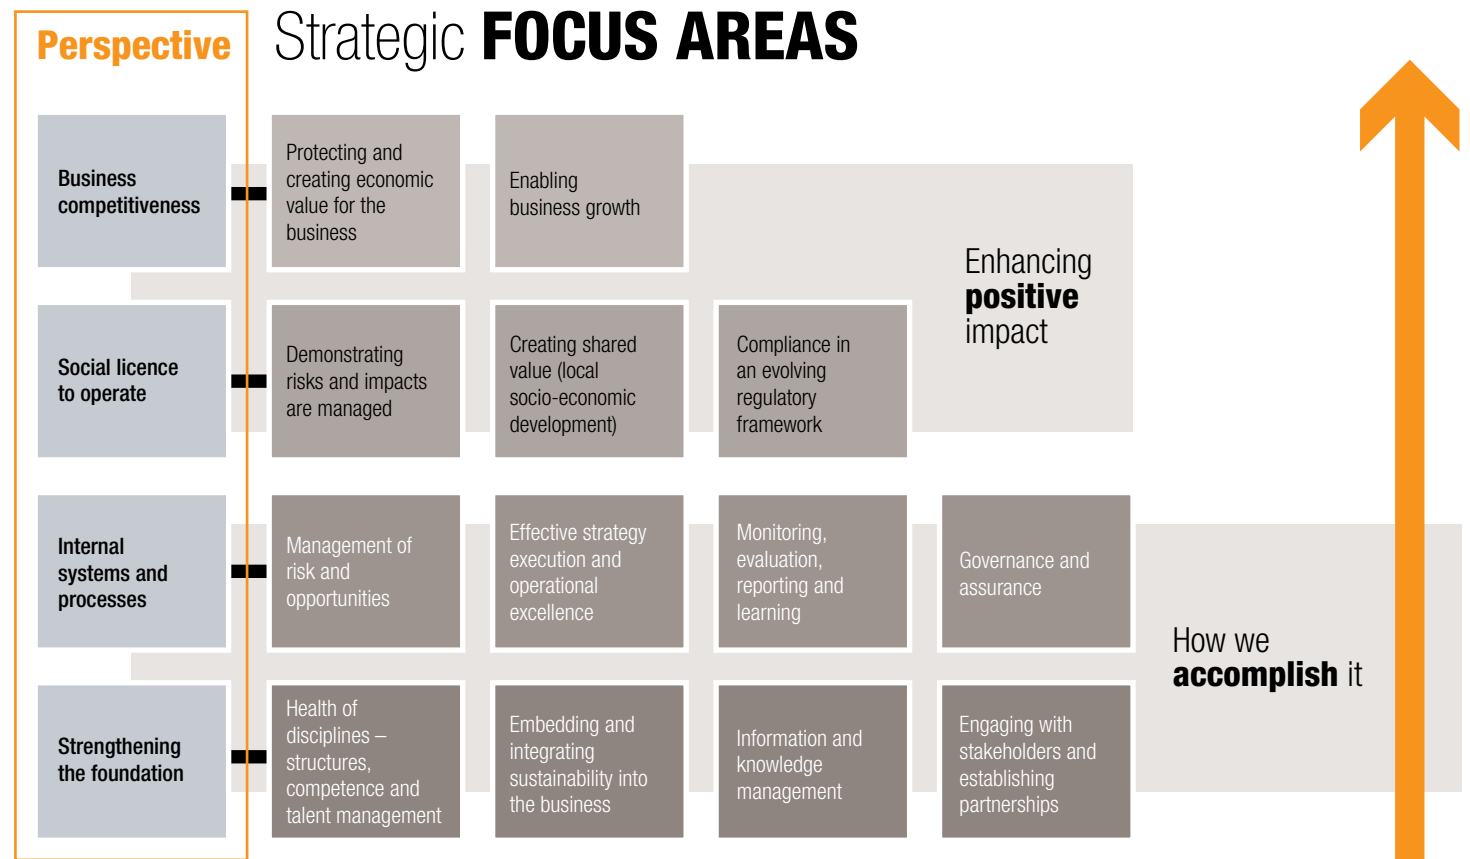 Perspective
Strategic FOCUS AREAS
Business
competitiveness
Protecting and
creating economic
value for the
business
Enabling
business growth
Enhancing
positive
impact
Social licence
to operate
Demonstrating
risks and impacts
are managed
Creating shared
value (local
socio-economic
development)
Compliance in
an evolving
regulatory
framework
Internal
systems and
processes
Management of
risk and
opportunities
Effective strategy
execution and
operational
excellence
Monitoring,
evaluation,
reporting and
learning
Governance and
assurance
How we
accomplish it
Strengthening
the foundation
Health of
disciplines –
structures,
competence and
talent management
Embedding and
integrating
sustainability into
the business
Information and
knowledge
management
Engaging with
stakeholders and
establishing
partnerships